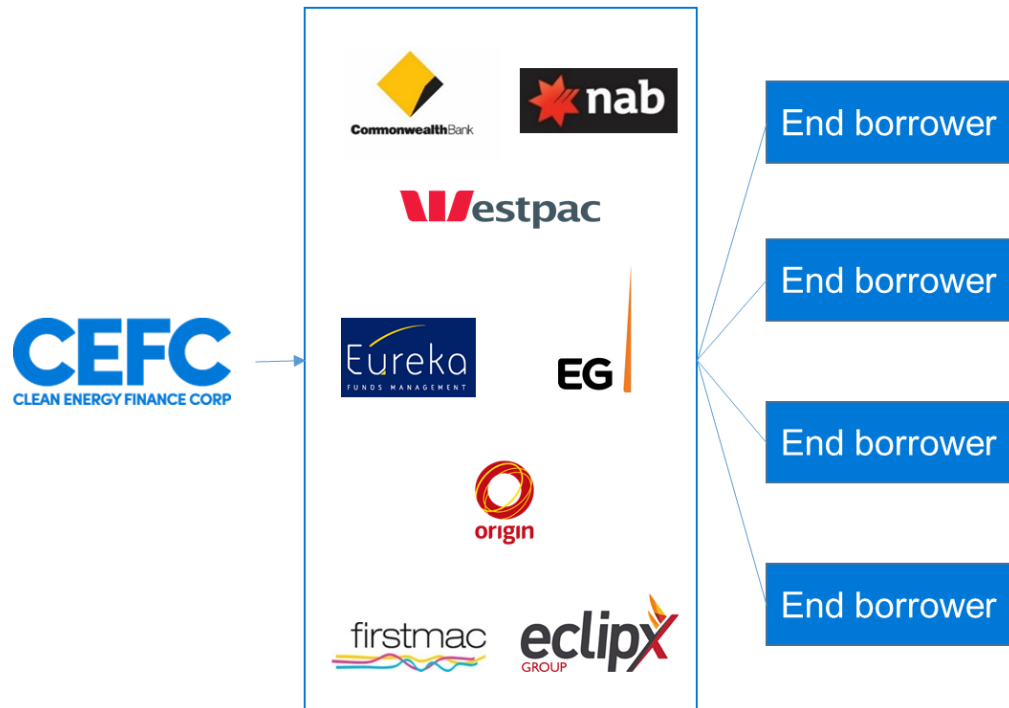 CommonwealthBank
nab
Westpac
CEFC
CLEAN ENERGY FINANCE CORP
Eureka
FUNDS MANAGEMENT
EG
origin
firstmac
eclipx
GROUP
End borrower
End borrower
End borrower
End borrower